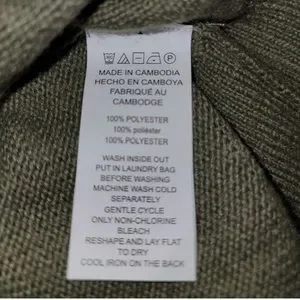 MADE IN CAMBODIA
HECHO EN CAMBOYA
FABRIQUÉ AU
CAMBODGE
100% POLYESTER
100% poliéster
100% POLYESTER
WASH INSIDE OUT
PUT IN LAUNDRY BAG
BEFORE WASHING
MACHINE WASH COLD
SEPARATELY
GENTLE CYCLE
ONLY NON-CHLORINE
BLEACH
RESHAPE AND LAY FLAT
TO DRY
COOL IRON ON THE BACK